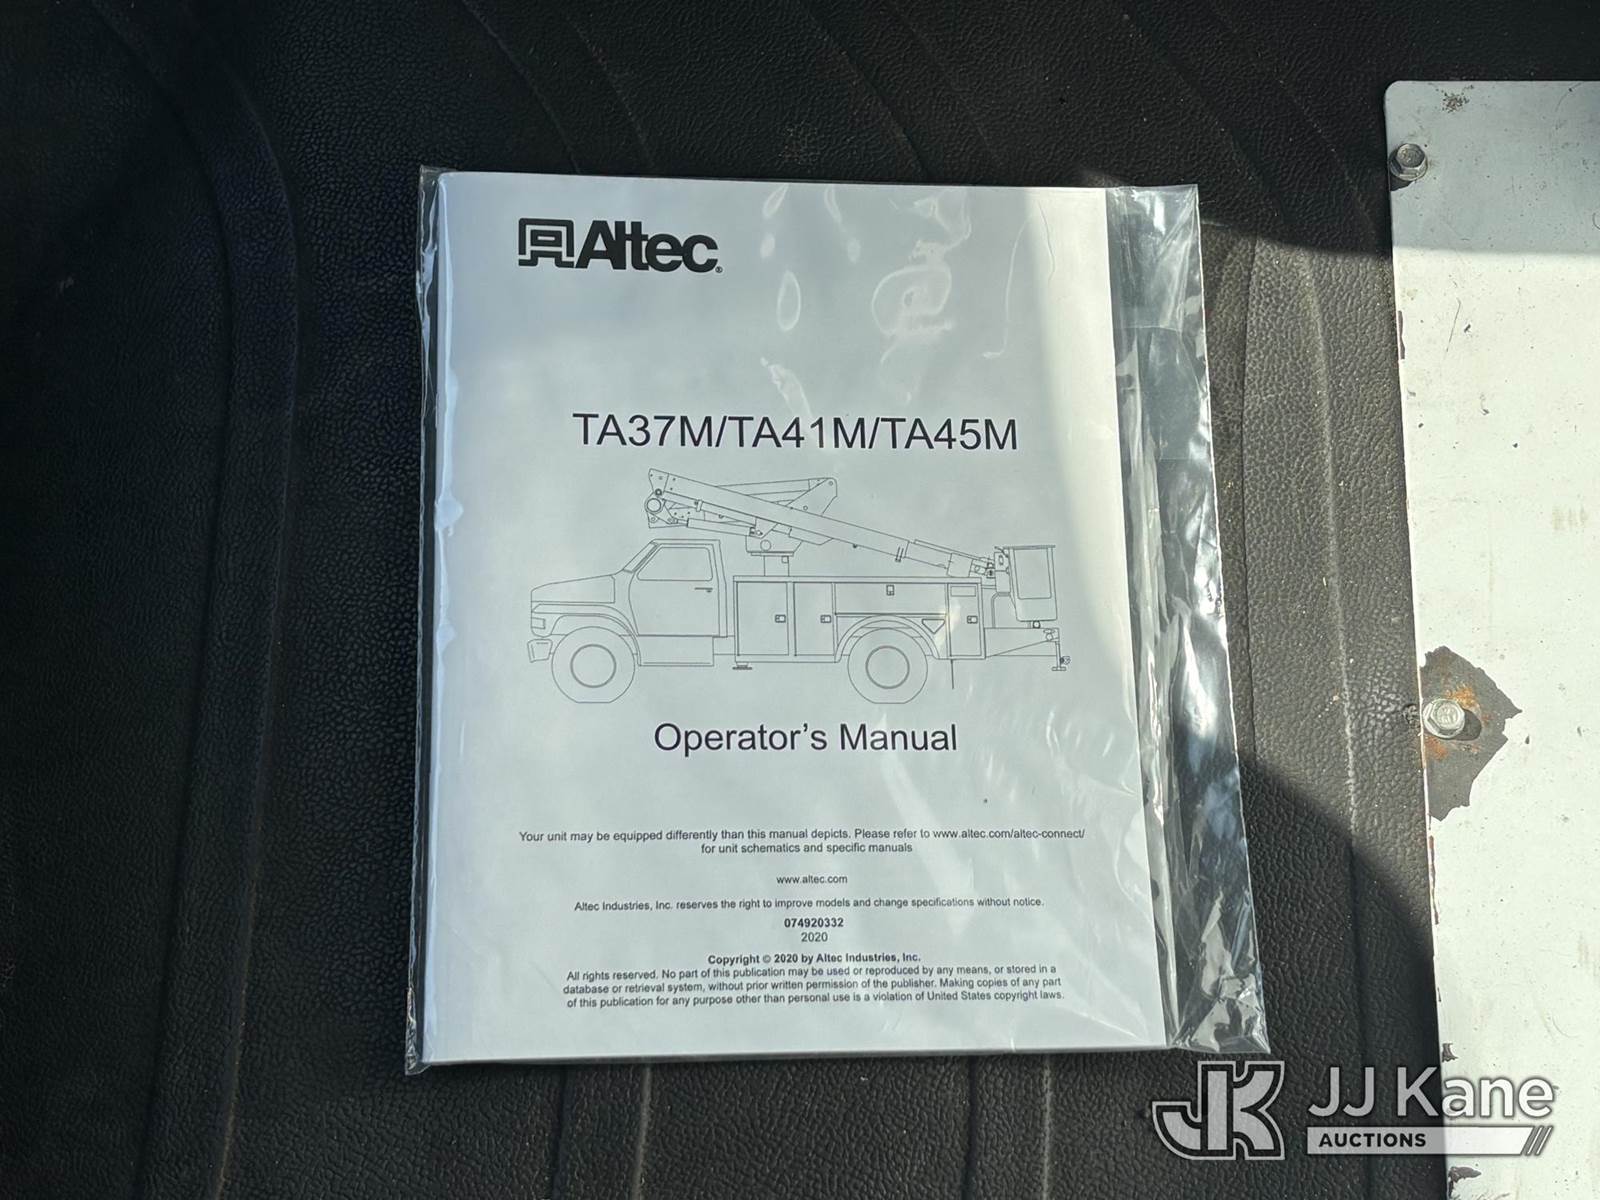 Altec®
TA37M/TA41M/TA45M
Operator's Manual
Your unit may be equipped differently than this manual depicts. Please refer to www.altec.com/altec-connect/
for unit schematics and specific manuals
www.altec.com
Altec Industries, Inc. reserves the right to improve models and change specifications without notice.
074920332
2020
Copyright © 2020 by Altec Industries, Inc.
All rights reserved. No part of this publication may be used or reproduced by any means, or stored in a
database or retrieval system, without prior written permission of the publisher. Making copies of any part
of this publication for any purpose other than personal use is a violation of United States copyright laws.
JK JJ Kane
AUCTIONS